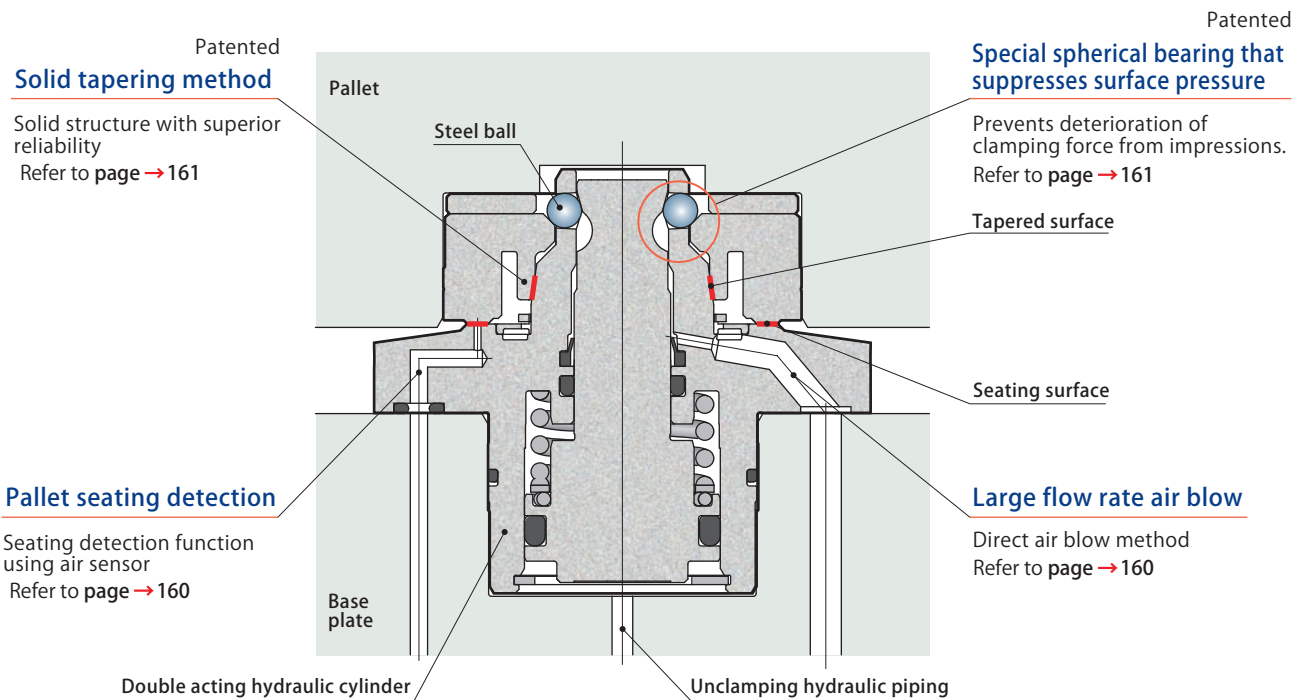 Patented
Solid tapering method
Solid structure with superior
reliability
Refer to page → 161
Pallet
Steel ball
Patented
Special spherical bearing that
suppresses surface pressure
Prevents deterioration of
clamping force from impressions.
Refer to page → 161
Tapered surface
Seating surface
Pallet seating detection
Seating detection function
using air sensor
Refer to page → 160
Large flow rate air blow
Direct air blow method
Refer to page → 160
Base
plate
Double acting hydraulic cylinder
Unclamping hydraulic piping